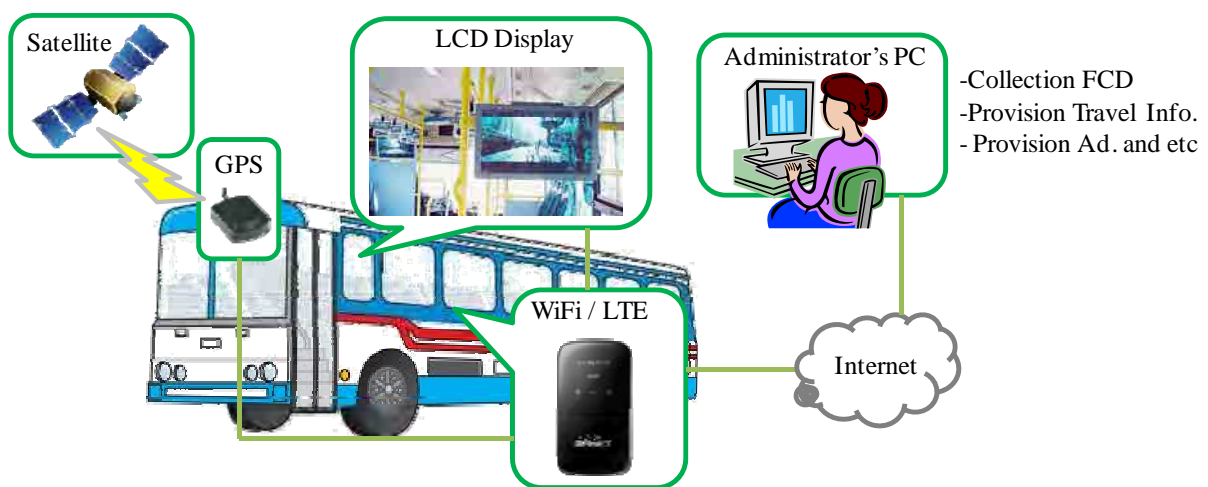 Satellite
LCD Display
Administrator's PC
-Collection FCD
-Provision Travel Info.
- Provision Ad. and etc
GPS
WiFi / LTE
Internet